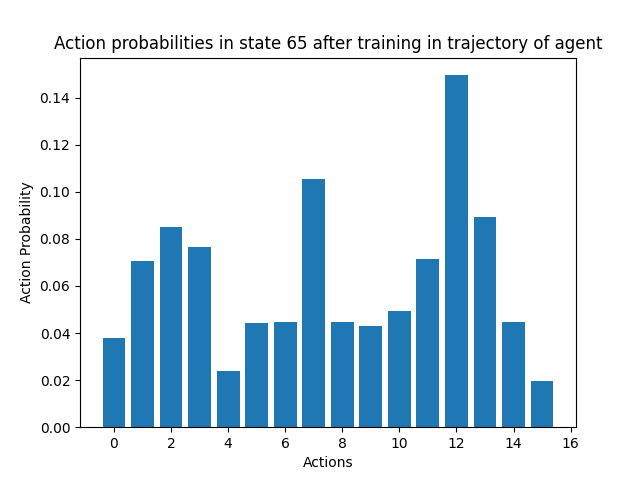 Action probabilities in state 65 after training in trajectory of agent
0.14
0.12
0.10
0.08
0.06
0.04
0.02
0.00
Action Probability
0 2 4 6 8 10 12 14 16
Actions